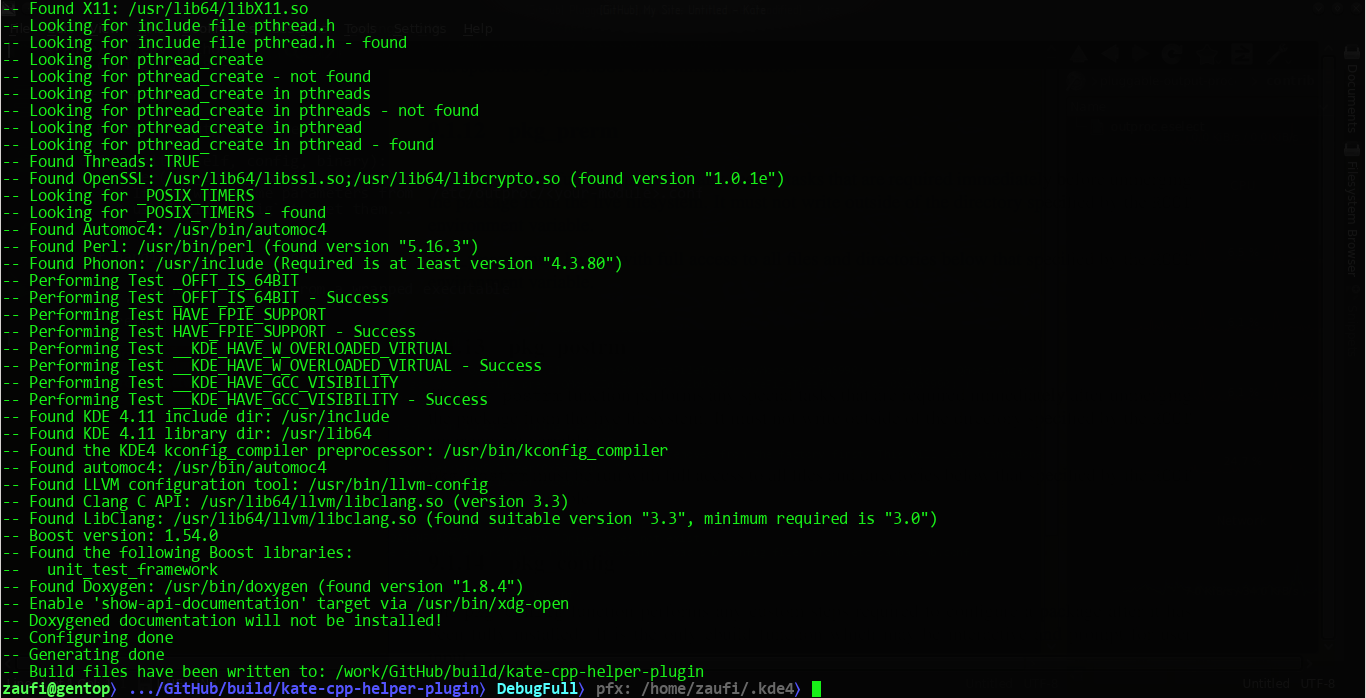 -- Found X11: /usr/lib64/libX11.so
-- Looking for include file pthread.h
-- Looking for include file pthread.h - found
-- Looking for pthread_create
-- Looking for pthread_create - not found
-- Looking for pthread_create in pthreads
-- Looking for pthread_create in pthreads - not found
-- Looking for pthread_create in pthread
-- Looking for pthread_create in pthread - found
-- Found Threads: TRUE
-- Found OpenSSL: /usr/lib64/libssl.so;/usr/lib64/libcrypto.so (found version "1.0.1e")
-- Looking for _POSIX_TIMERS
-- Looking for _POSIX_TIMERS - found
-- Found Automoc4: /usr/bin/automoc4
-- Found Perl: /usr/bin/perl (found version "5.16.3")
-- Found Phonon: /usr/include (Required is at least version "4.3.80")
-- Performing Test _OFFT_IS_64BIT
-- Performing Test _OFFT_IS_64BIT - Success
-- Performing Test HAVE_FPIE_SUPPORT
-- Performing Test HAVE_FPIE_SUPPORT - Success
-- Performing Test __KDE_HAVE_W_OVERLOADED_VIRTUAL
-- Performing Test __KDE_HAVE_W_OVERLOADED_VIRTUAL - Success
-- Performing Test __KDE_HAVE_GCC_VISIBILITY
-- Performing Test __KDE_HAVE_GCC_VISIBILITY - Success
-- Found KDE 4.11 include dir: /usr/include
-- Found KDE 4.11 library dir: /usr/lib64
-- Found the KDE4 kconfig_compiler preprocessor: /usr/bin/kconfig_compiler
-- Found automoc4: /usr/bin/automoc4
-- Found LLVM configuration tool: /usr/bin/llvm-config
-- Found Clang C API: /usr/lib64/llvm/libclang.so (version 3.3)
-- Found LibClang: /usr/lib64/llvm/libclang.so (found suitable version "3.3", minimum required is "3.0")
-- Boost version: 1.54.0
-- Found the following Boost libraries:
--   unit_test_framework
-- Found Doxygen: /usr/bin/doxygen (found version "1.8.4")
-- Enable 'show-api-documentation' target via /usr/bin/xdg-open
-- Doxygened documentation will not be installed!
-- Configuring done
-- Generating done
-- Build files have been written to: /work/GitHub/build/kate-cpp-helper-plugin
zaufi@gentop⟩ .../GitHub/build/kate-cpp-helper-plugin⟩ DebugFull⟩ pfx: /home/zaufi/.kde4⟩
Tools Settings Help
Documents
Filesystem Browser
Untitled UTF-8